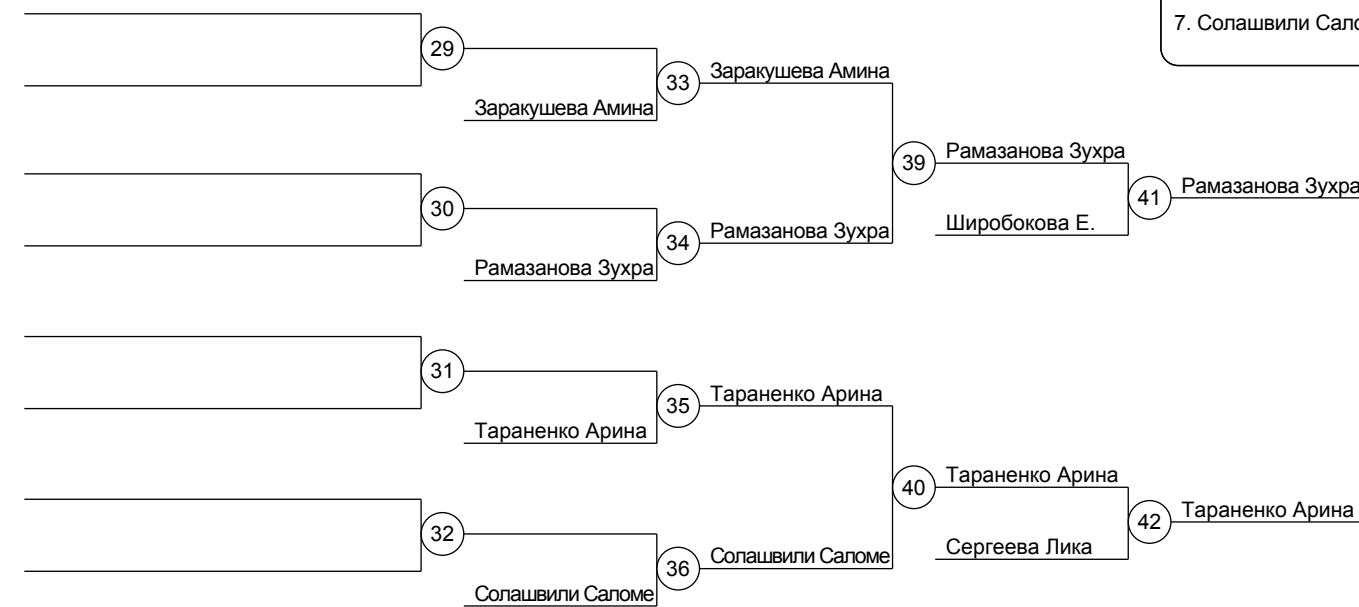 7. Солашвили
29
33 Заракушева Амина
Заракушева Амина
39 Рамазанова Зухра
41 Рамазанова Зухра
30
34 Рамазанова Зухра
Широбокова Е.
Рамазанова Зухра
31
35 Тараненко Арина
Тараненко Арина
40 Тараненко Арина
42 Тараненко Арина
32
36 Солашвили Саломе
Сергеева Лика
Солашвили Саломе